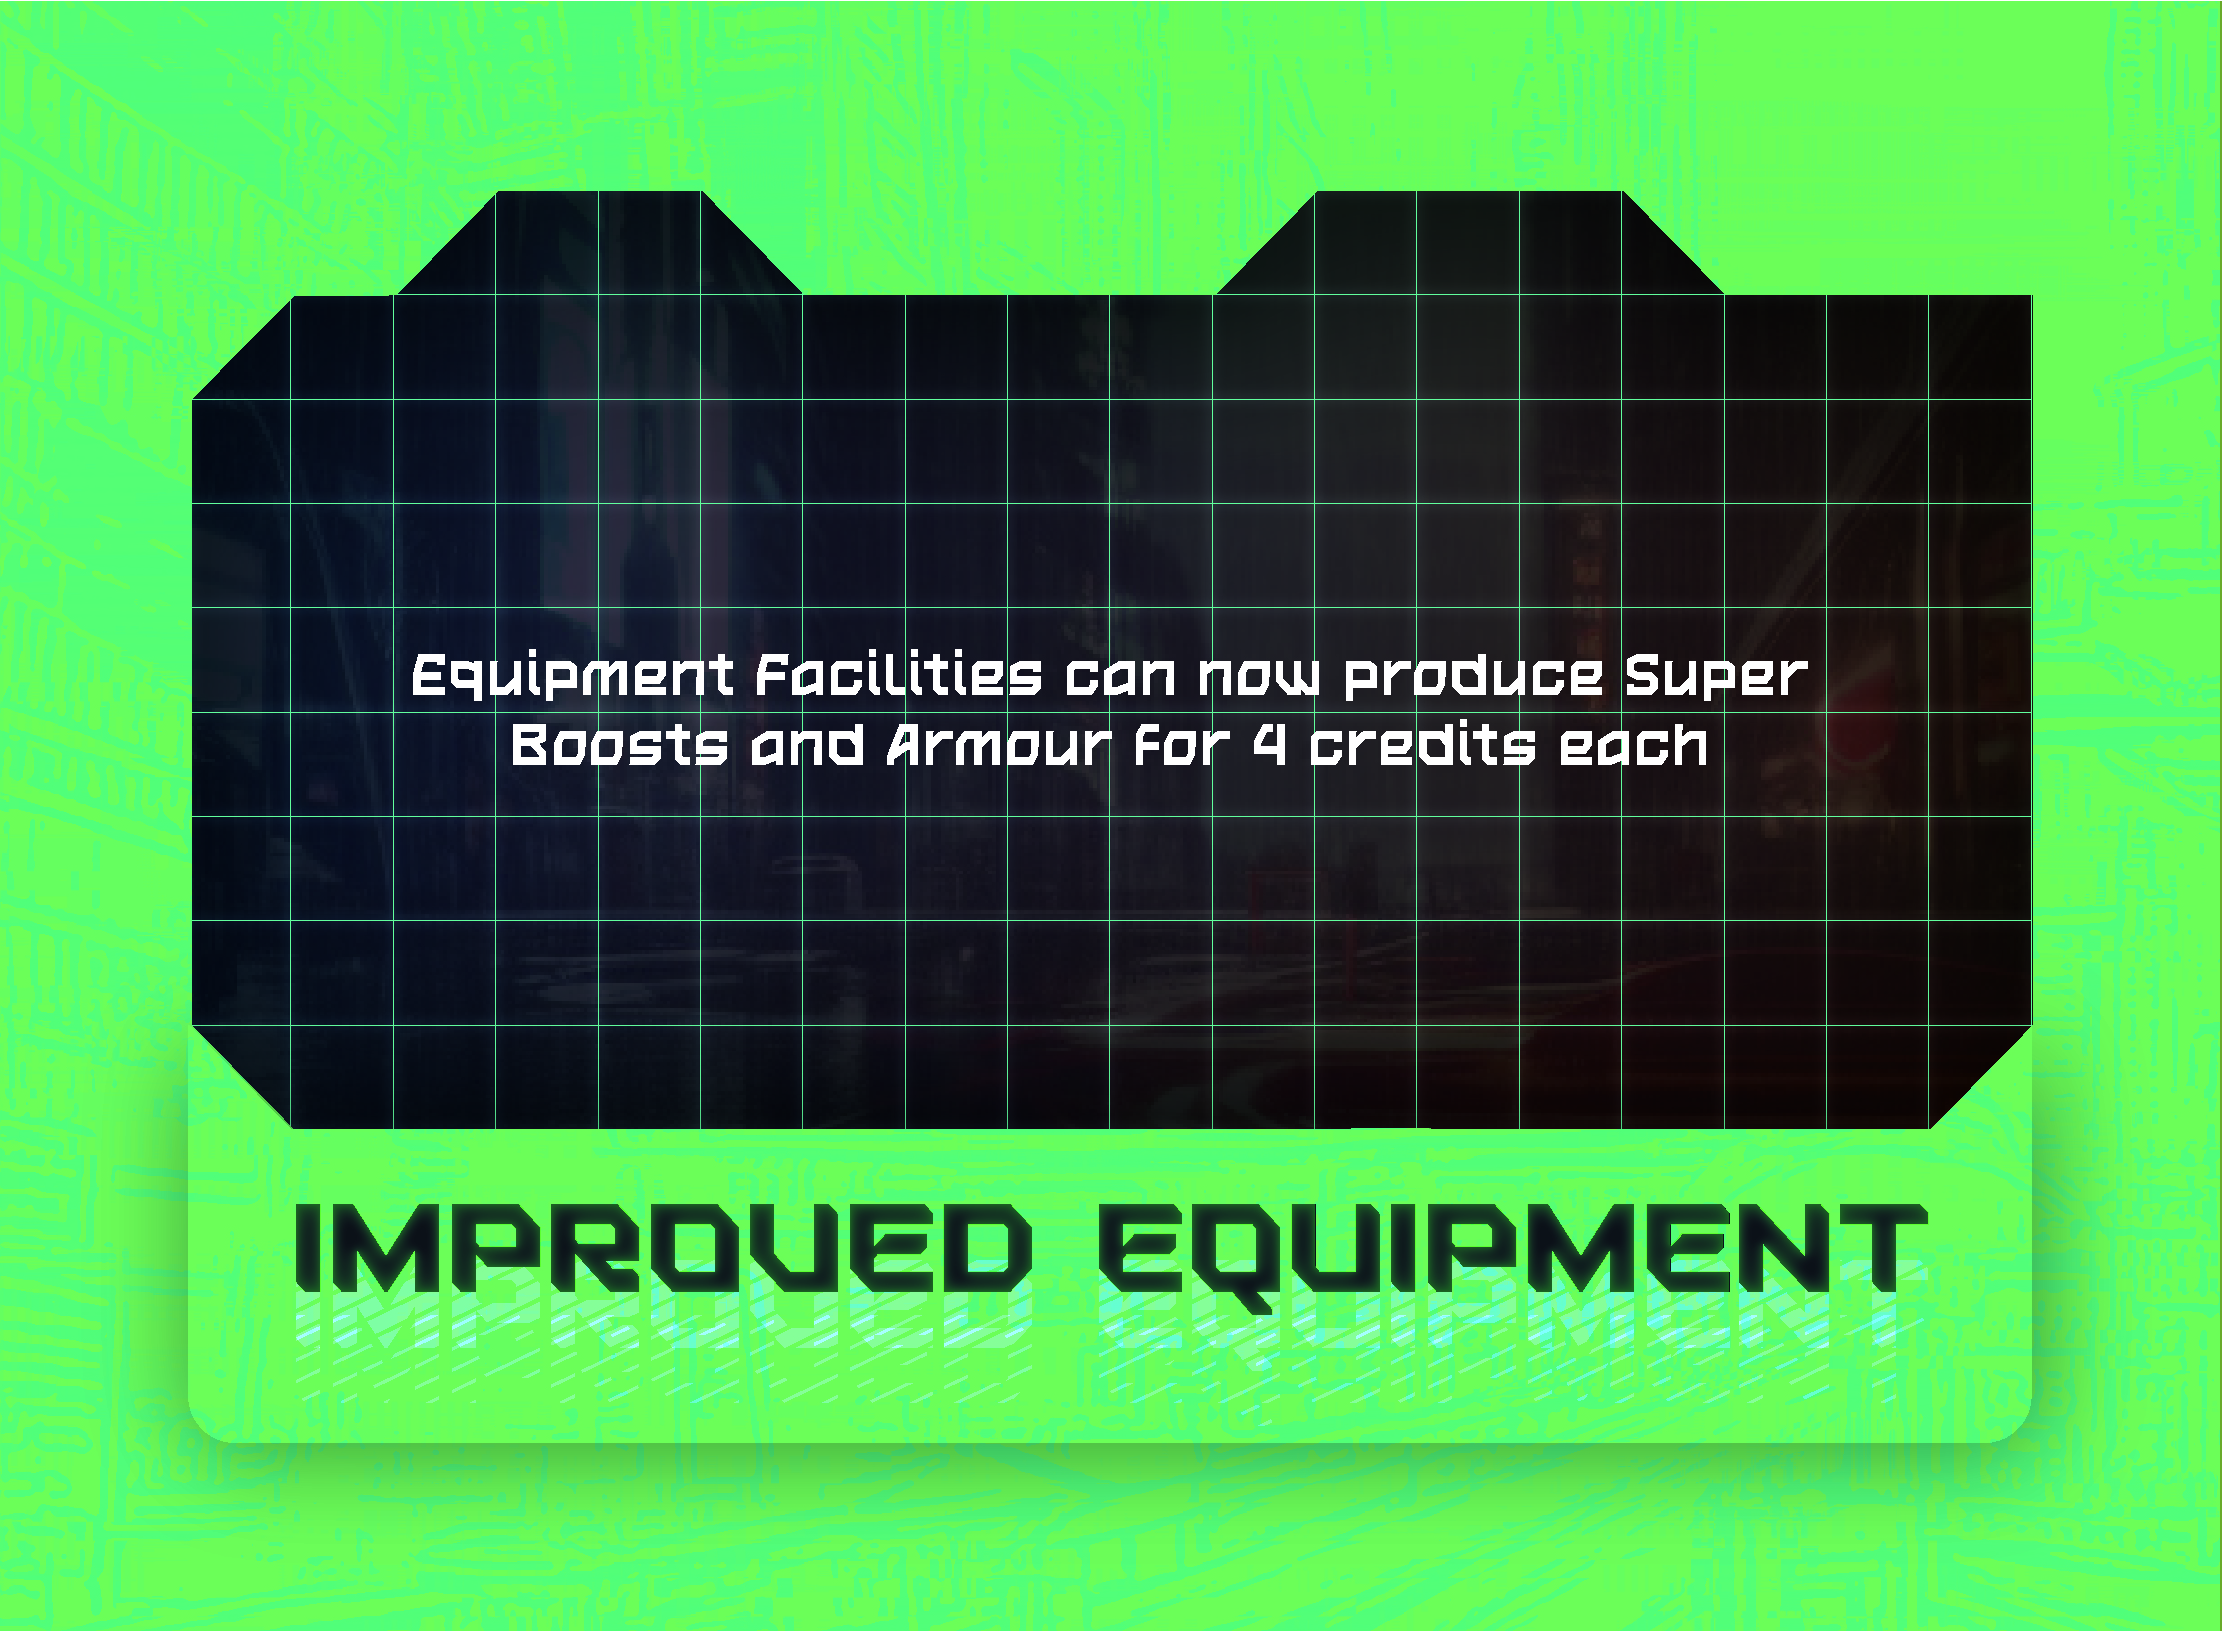 Equipment Facilities can now produce Super
Boosts and Armour for 4 credits each
IMPROVED EQUIPMENT